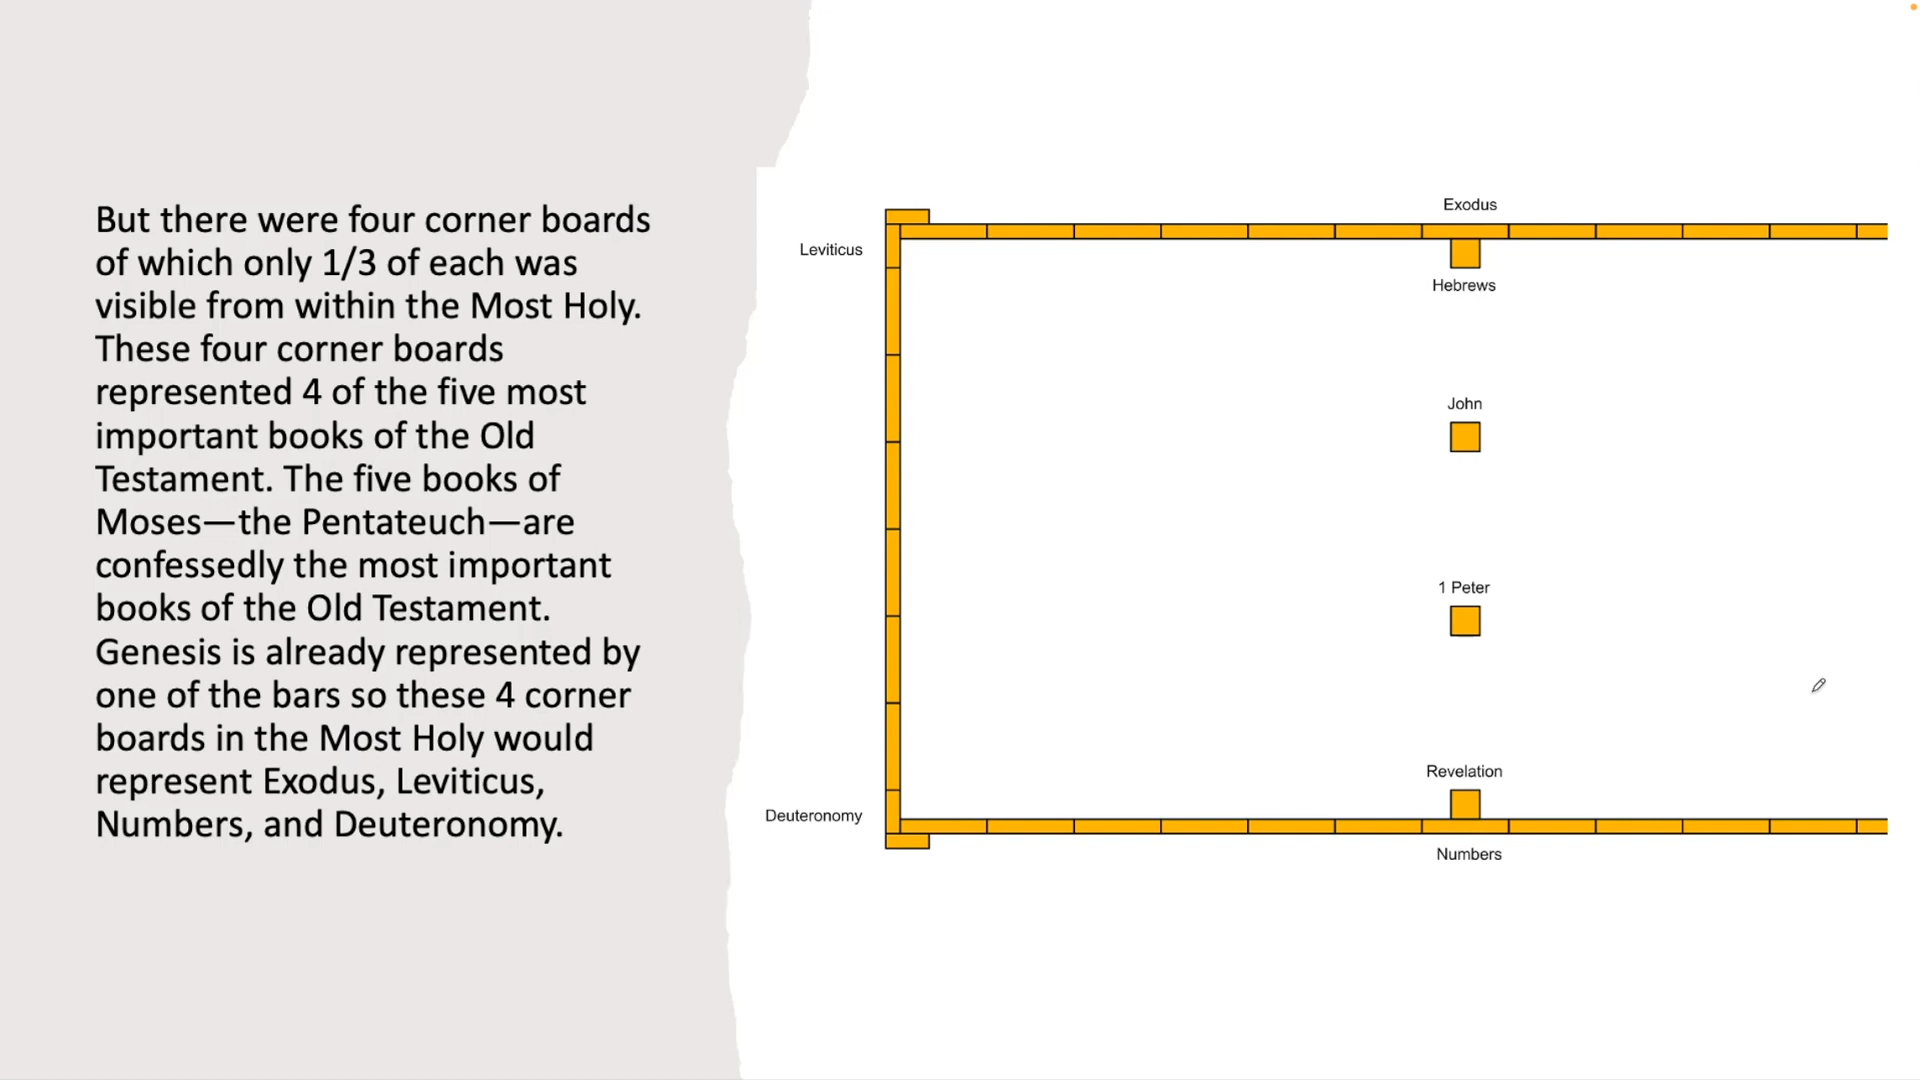 But there were four corner boards
of which only 1/3 of each was
visible from within the Most Holy.
These four corner boards
represented 4 of the five most
important books of the Old
Testament. The five books of
Moses—the Pentateuch—are
confessedly the most important
books of the Old Testament.
Genesis is already represented by
one of the bars so these 4 corner
boards in the Most Holy would
represent Exodus, Leviticus,
Numbers, and Deuteronomy.
Exodus
Leviticus
Hebrews
John
1 Peter
Revelation
Deuteronomy
Numbers